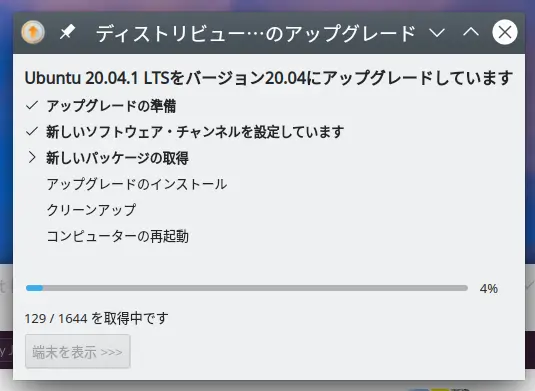 ディストリビュー…のアップグレード
Ubuntu 20.04.1 LTSをバージョン20.04にアップグレードしています
アップグレードの準備
新しいソフトウェア・チャンネルを設定しています
新しいパッケージの取得
アップグレードのインストール
クリーンアップ
コンピューターの再起動
4%
129 / 1644 を取得中です
端末を表示 >>>